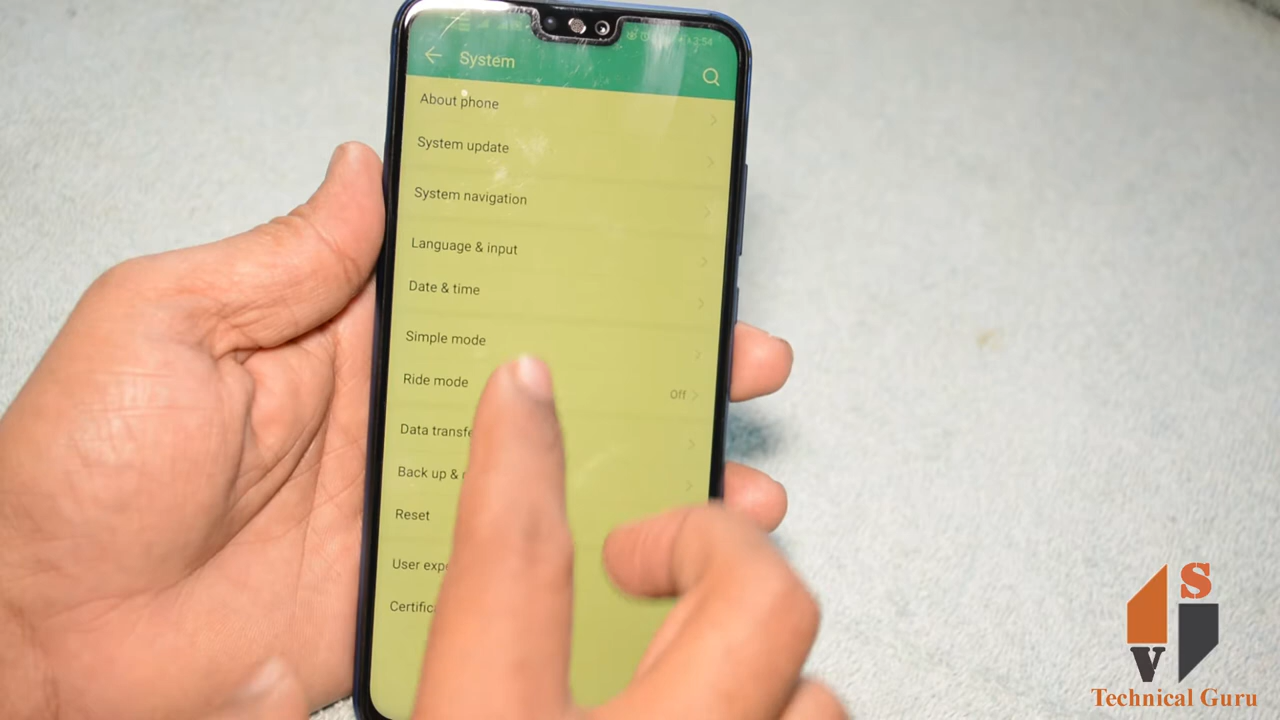 System
About phone
System update
System navigation
Language & input
Date & time
Simple mode
Ride mode
Off
Data transfe
Back up &
Reset
User exp
Certific
S
V
Technical Guru